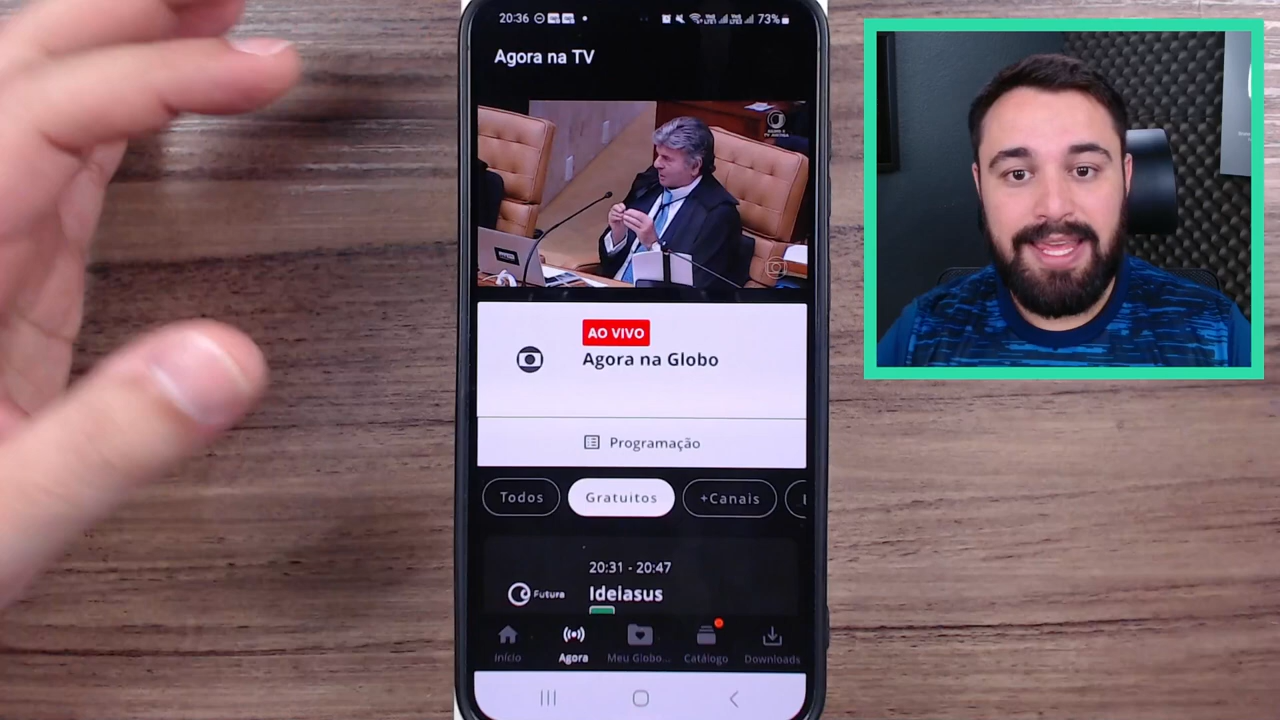 20:36
73%
Agora na TV
AO VIVO
Agora na Globo
Programação
Todos
Gratuitos
+Canais
20:31 - 20:47
Futura
Ideiasus
Início
Agora
Meu Globo...
Catálogo
Downloads